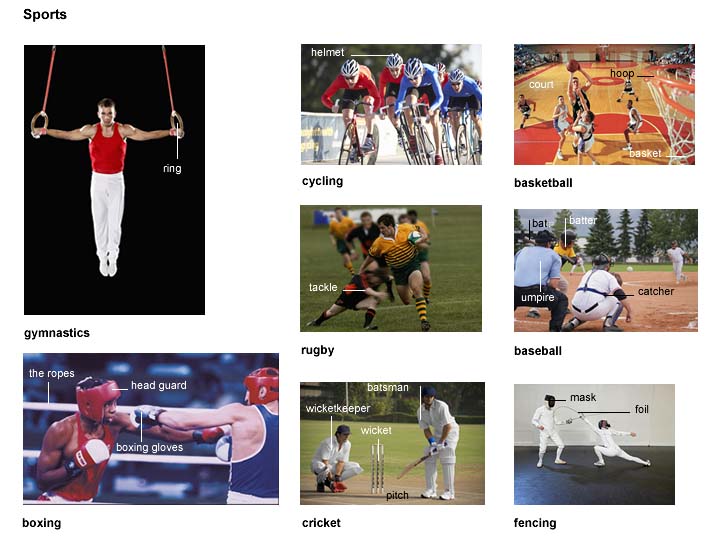 Sports
ring
gymnastics
helmet
cycling
court
hoop
basket
basketball
tackle
rugby
bat
batter
umpire
catcher
baseball
the ropes
head guard
boxing gloves
boxing
batsman
wicketkeeper
wicket
pitch
cricket
mask
foil
fencing